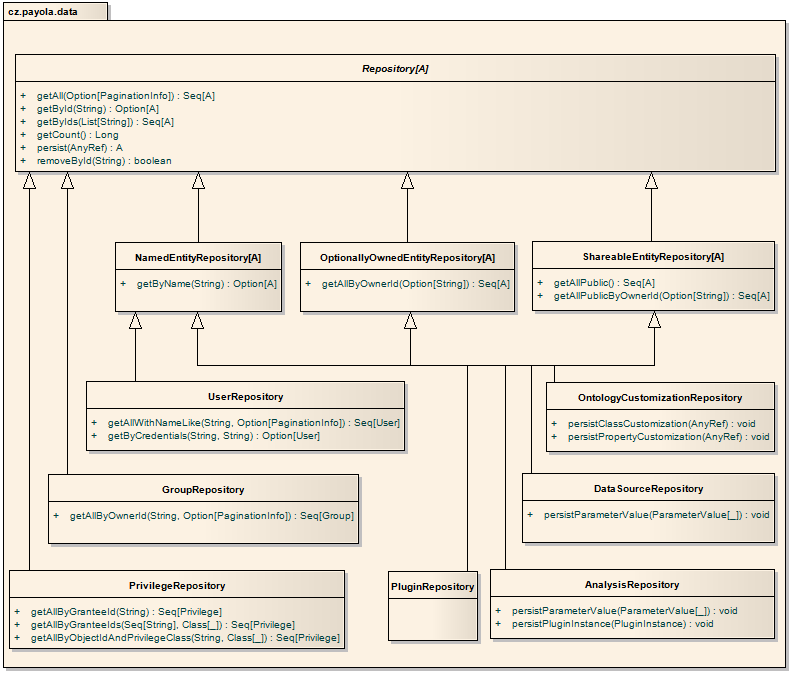 cz.payola.data
Repository[A]
+ getAll(Option[PaginationInfo]) : Seq[A]
+ getById(String) : Option[A]
+ getByIds(List[String]) : Seq[A]
+ getCount() : Long
+ persist(AnyRef) : A
+ removeById(String) : boolean
NamedEntityRepository[A]
+ getByName(String) : Option[A]
OptionallyOwnedEntityRepository[A]
+ getAllByOwnerId(Option[String]) : Seq[A]
ShareableEntityRepository[A]
+ getAllPublic() : Seq[A]
+ getAllPublicByOwnerId(Option[String]) : Seq[A]
UserRepository
+ getAllWithNameLike(String, Option[PaginationInfo]) : Seq[User]
+ getByCredentials(String, String) : Option[User]
OntologyCustomizationRepository
+ persistClassCustomization(AnyRef) : void
+ persistPropertyCustomization(AnyRef) : void
GroupRepository
+ getAllByOwnerId(String, Option[PaginationInfo]) : Seq[Group]
DataSourceRepository
+ persistParameterValue(ParameterValue[_]) : void
PrivilegeRepository
+ getAllByGranteeId(String) : Seq[Privilege]
+ getAllByGranteeIds(Seq[String], Class[_]) : Seq[Privilege]
+ getAllByObjectIdAndPrivilegeClass(String, Class[_]) : Seq[Privilege]
PluginRepository
AnalysisRepository
+ persistParameterValue(ParameterValue[_]) : void
+ persistPluginInstance(PluginInstance) : void